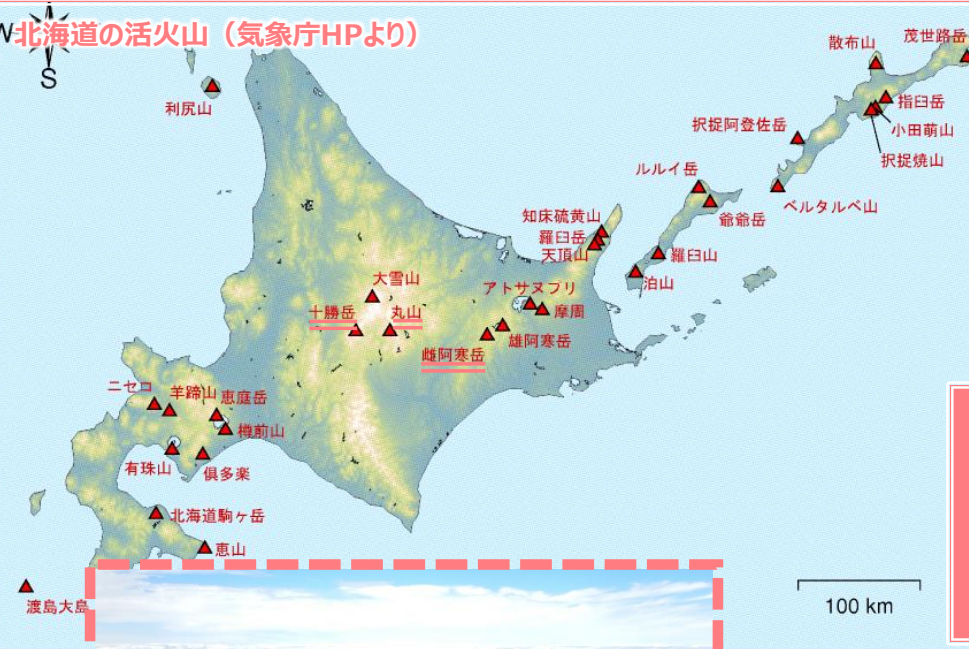 北海道の活火山（気象庁HPより）
W
S
利尻山
散布山
茂世路岳
指臼岳
小田萌山
択捉焼山
択捉阿登佐岳
ベルタルベ山
ルルイ岳
爺爺岳
羅臼山
泊山
知床硫黄山
羅臼岳
天頂山
アトサヌプリ
摩周
雄阿寒岳
雌阿寒岳
大雪山
十勝岳
丸山
ニセコ
羊蹄山
恵庭岳
樽前山
有珠山
倶多楽
北海道駒ヶ岳
恵山
渡島大島
100 km